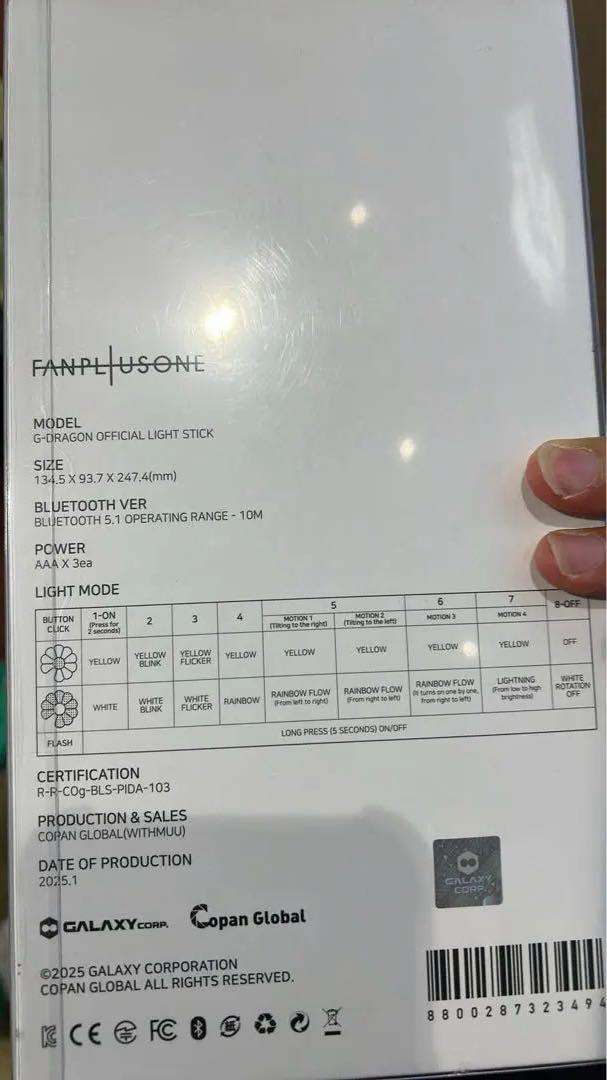 FANPLUSONE
MODEL
G-DRAGON OFFICIAL LIGHT STICK
SIZE
134.5 X 93.7 X 247.4(mm)
BLUETOOTH VER
BLUETOOTH 5.1 OPERATING RANGE - 10M
POWER
AAA X 3ea
LIGHT MODE
BUTTON CLICK
1-ON (Press for 2 seconds)
2
3
4
5
MOTION 1 (Tilting to the right)
MOTION 2 (Tilting to the left)
6
MOTION 3
7
MOTION 4
8-OFF
YELLOW
YELLOW BLINK
YELLOW FLICKER
YELLOW
YELLOW
YELLOW
YELLOW
YELLOW
OFF
WHITE
WHITE BLINK
WHITE FLICKER
RAINBOW
RAINBOW FLOW (From left to right)
RAINBOW FLOW (From right to left)
RAINBOW FLOW (It turns on one by one, from right to left)
LIGHTNING (From low to high brightness)
WHITE ROTATION OFF
FLASH
LONG PRESS (5 SECONDS) ON/OFF
CERTIFICATION
R-R-COg-BLS-PIDA-103
PRODUCTION & SALES
COPAN GLOBAL(WITHMUU)
DATE OF PRODUCTION
2025.1
GALAXY CORP.
GALAXY CORP. Copan Global
©2025 GALAXY CORPORATION
COPAN GLOBAL ALL RIGHTS RESERVED.
8800287323494
CE FC